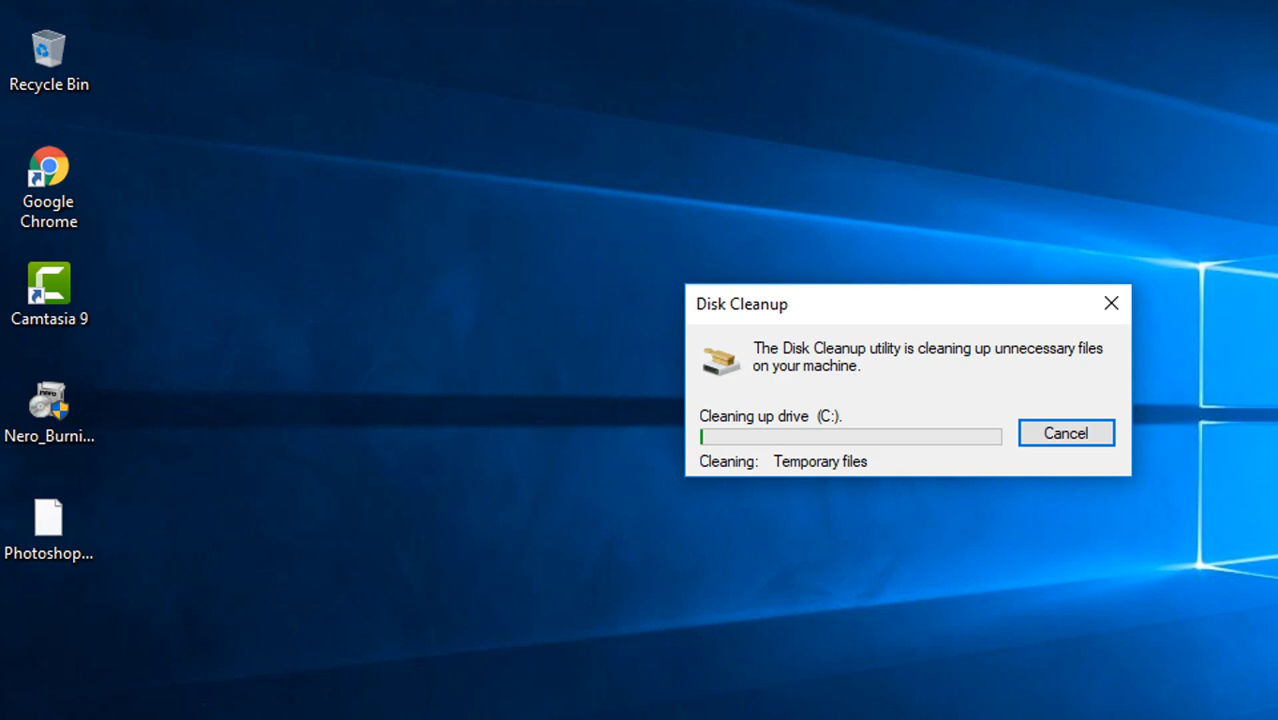 Recycle Bin
Google
Chrome
Camtasia 9
Nero_Burni...
Photoshop...
Disk Cleanup
The Disk Cleanup utility is cleaning up unnecessary files
on your machine.
Cleaning up drive (C:).
Cancel
Cleaning: Temporary files